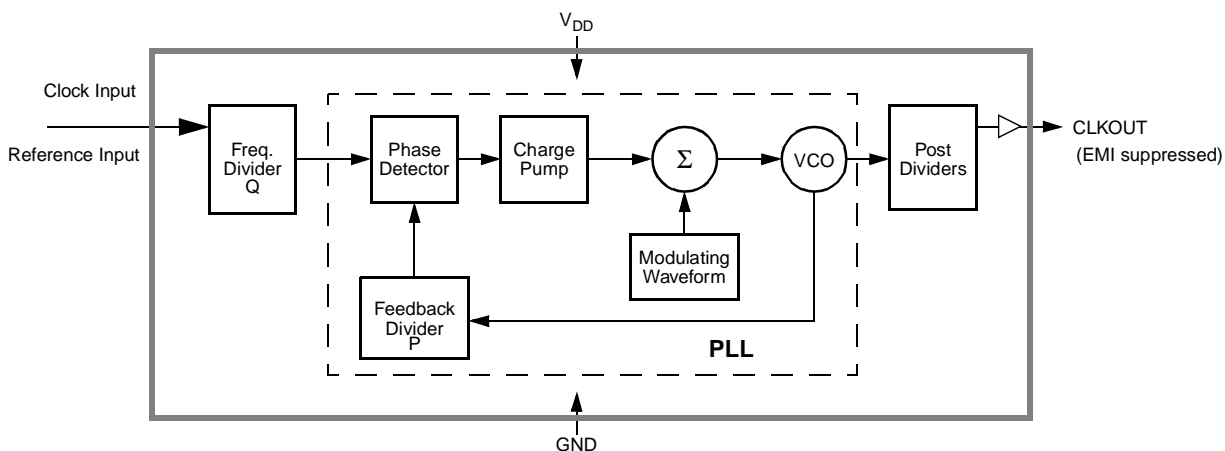 V_DD
Clock Input
Reference Input
Freq.
Divider
Q
Phase
Detector
Charge
Pump
Σ
VCO
Post
Dividers
CLKOUT
(EMI suppressed)
Modulating
Waveform
Feedback
Divider
P
PLL
GND